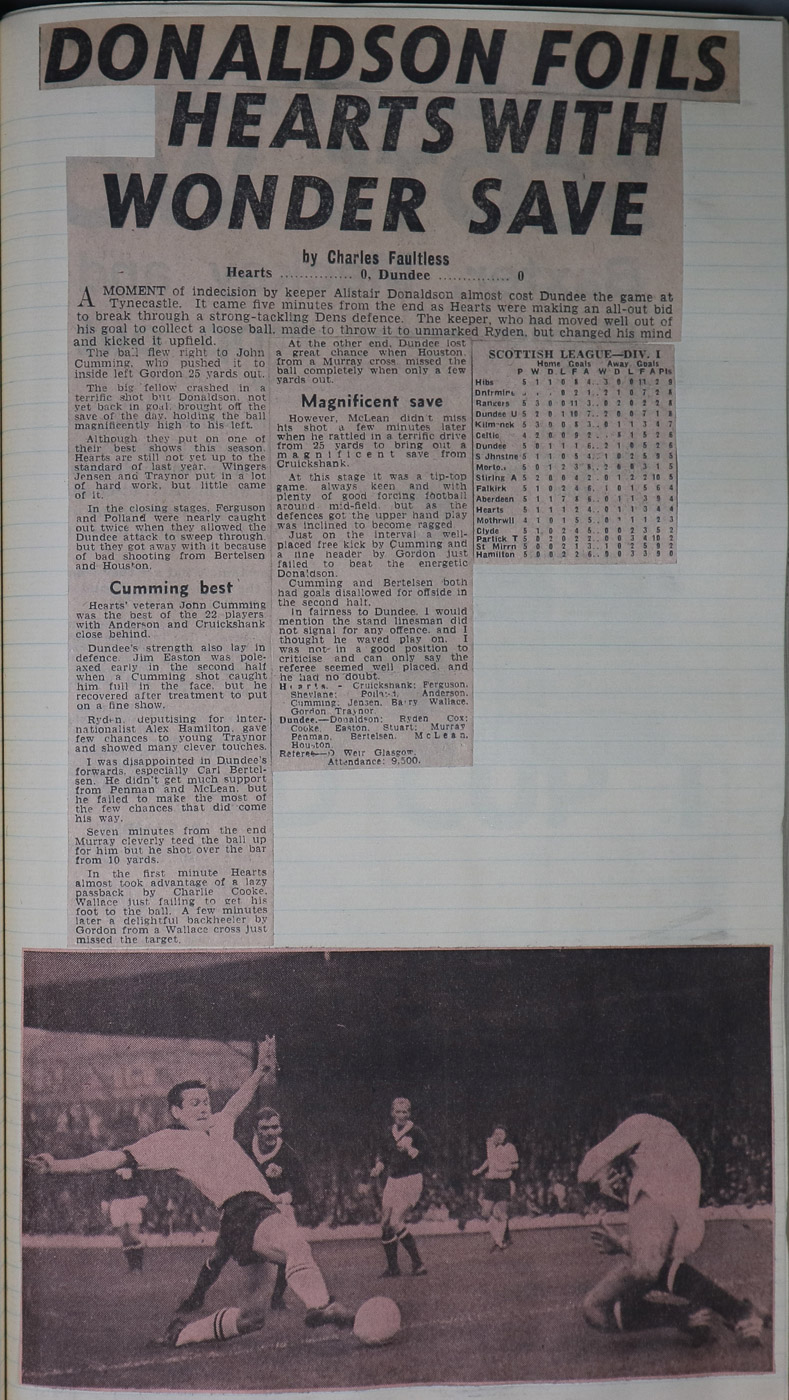 DONALDSON FOILS
HEARTS WITH
WONDER SAVE
by Charles Faultless
Hearts .............. 0, Dundee .............. 0
A MOMENT of indecision by keeper Alistair Donaldson almost cost Dundee the game at
Tynecastle. It came five minutes from the end as Hearts were making an all-out bid
to break through a strong-tackling Dens defence. The keeper, who had moved well out of
his goal to collect a loose ball, made to throw it to unmarked Ryden, but changed his mind
and kicked it upfield.
The ball flew right to John
Cumming, who pushed it to
inside left Gordon 25 yards out.
The big fellow crashed in a
terrific shot but Donaldson, not
yet back in goal, brought off the
save of the day, holding the ball
magnificently high to his left.
Although they put on one of
their best shows this season,
Hearts are still not yet up to the
standard of last year. Wingers
Jensen and Traynor put in a lot
of hard work, but little came
of it.
In the closing stages, Ferguson
and Polland were nearly caught
out twice when they allowed the
Dundee attack to sweep through,
but they got away with it because
of bad shooting from Bertelsen
and Houston.
Cumming best
Hearts' veteran John Cumming
was the best of the 22 players
with Anderson and Cruickshank
close behind.
Dundee's strength also lay in
defence. Jim Easton was pole-
axed early in the second half
when a Cumming shot caught
him full in the face, but he
recovered after treatment to put
on a fine show.
Ryden, deputising for inter-
nationalist Alex Hamilton, gave
few chances to young Traynor
and showed many clever touches.
I was disappointed in Dundee's
forwards, especially Carl Bertel-
sen. He didn't get much support
from Penman and McLean, but
he failed to make the most of
the few chances that did come
his way.
Seven minutes from the end
Murray cleverly teed the ball up
for him but he shot over the bar
from 10 yards.
In the first minute Hearts
almost took advantage of a lazy
passback by Charlie Cooke,
Wallace just failing to get his
foot to the ball. A few minutes
later a delightful backheeler by
Gordon from a Wallace cross just
missed the target.
At the other end, Dundee lost
a great chance when Houston,
from a Murray cross, missed the
ball completely when only a few
yards out.
Magnificent save
However, McLean didn't miss
his shot a few minutes later
when he rattled in a terrific drive
from 25 yards to bring out a
magnificent save from
Cruickshank.
At this stage it was a tip-top
game, always keen and with
plenty of good forcing football
around mid-field, but as the
defences got the upper hand play
was inclined to become ragged.
Just on the interval a well-
placed free kick by Cumming and
a fine header by Gordon just
failed to beat the energetic
Donaldson.
Cumming and Bertelsen both
had goals disallowed for offside in
the second half.
In fairness to Dundee, I would
mention the stand linesman did
not signal for any offence, and I
thought he waved play on. I
was not in a good position to
criticise and can only say the
referee seemed well placed, and
he had no doubt.
Hearts. — Cruickshank; Ferguson,
Shevlane; Polland, Anderson,
Cumming; Jensen, Barry, Wallace,
Gordon, Traynor.
Dundee.—Donaldson; Ryden Cox;
Cooke, Easton, Stuart; Murray
Penman, Bertelsen, McLean,
Houston.
Referee—D. Weir Glasgow.
Attendance: 9,500.
SCOTTISH LEAGUE—DIV. 1
Home Goals Away Goals
P W D L F A W D L F A Pts
Hibs
Rangers
Dundee U
Celtic
Dundee
S Jhnstne
Stirling A
Falkirk
Aberdeen
Hearts
Mothrwll
Clyde
Partick T
St Mirrn
Hamilton